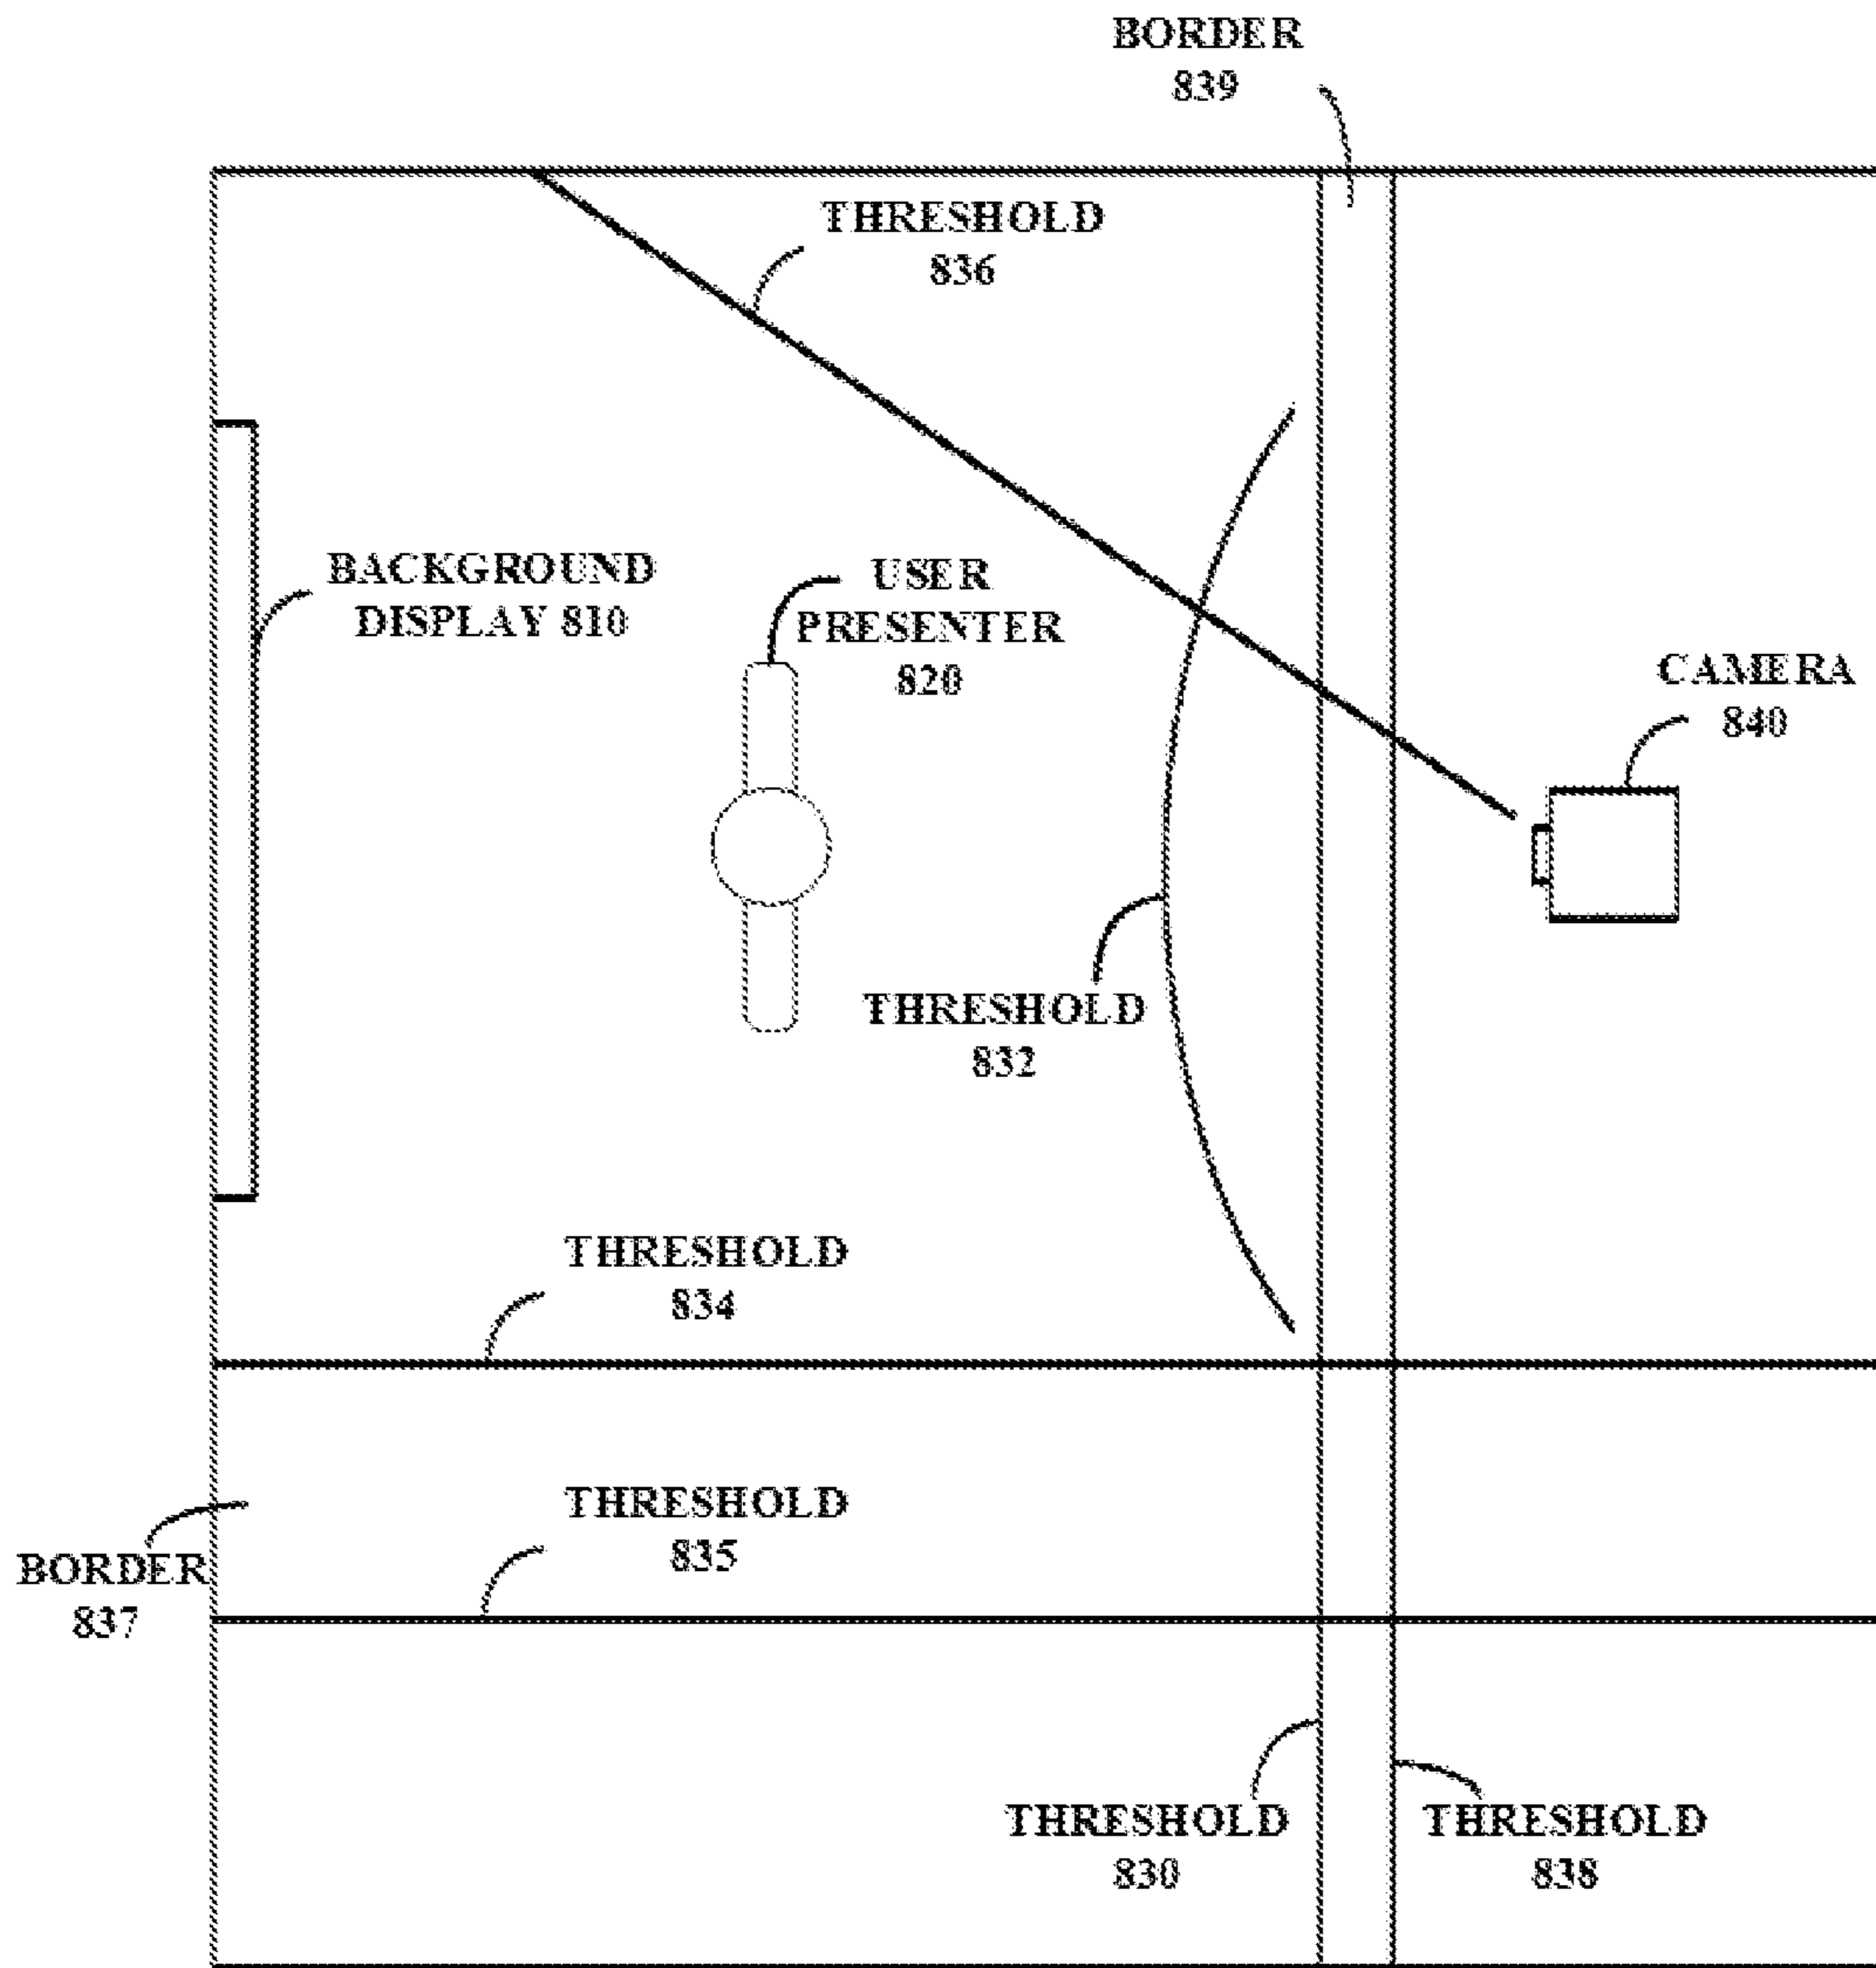 BORDER
839
THRESHOLD
836
BACKGROUND
DISPLAY 810
USER
PRESENTER
820
CAMERA
840
THRESHOLD
832
THRESHOLD
834
THRESHOLD
835
BORDER
837
THRESHOLD
830
THRESHOLD
838